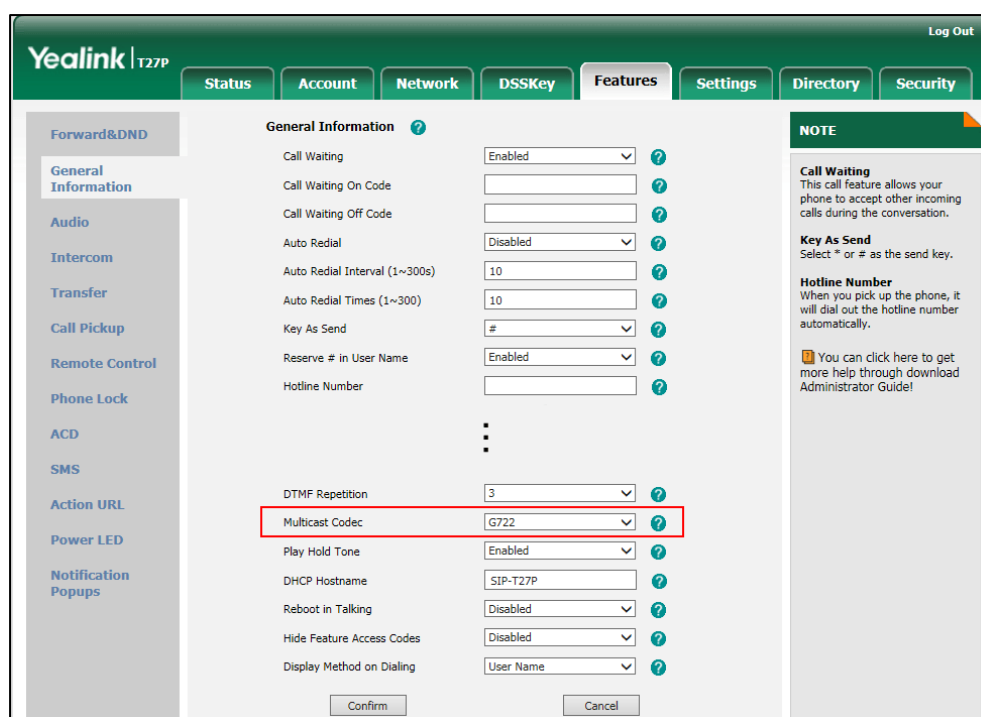 Log Out
Yealink T27P
Status Account Network DSSKey Features Settings Directory Security
Forward&DND
General
Information
Audio
Intercom
Transfer
Call Pickup
Remote Control
Phone Lock
ACD
SMS
Action URL
Power LED
Notification
Popups
General Information ?
Call Waiting Enabled ?
Call Waiting On Code ?
Call Waiting Off Code ?
Auto Redial Disabled ?
Auto Redial Interval (1~300s) 10 ?
Auto Redial Times (1~300) 10 ?
Key As Send # ?
Reserve # in User Name Enabled ?
Hotline Number ?
DTMF Repetition 3 ?
Multicast Codec G722 ?
Play Hold Tone Enabled ?
DHCP Hostname SIP-T27P ?
Reboot in Talking Disabled ?
Hide Feature Access Codes Disabled ?
Display Method on Dialing User Name ?
Confirm Cancel
NOTE
Call Waiting
This call feature allows your
phone to accept other incoming
calls during the conversation.
Key As Send
Select * or # as the send key.
Hotline Number
When you pick up the phone, it
will dial out the hotline number
automatically.
? You can click here to get
more help through download
Administrator Guide!